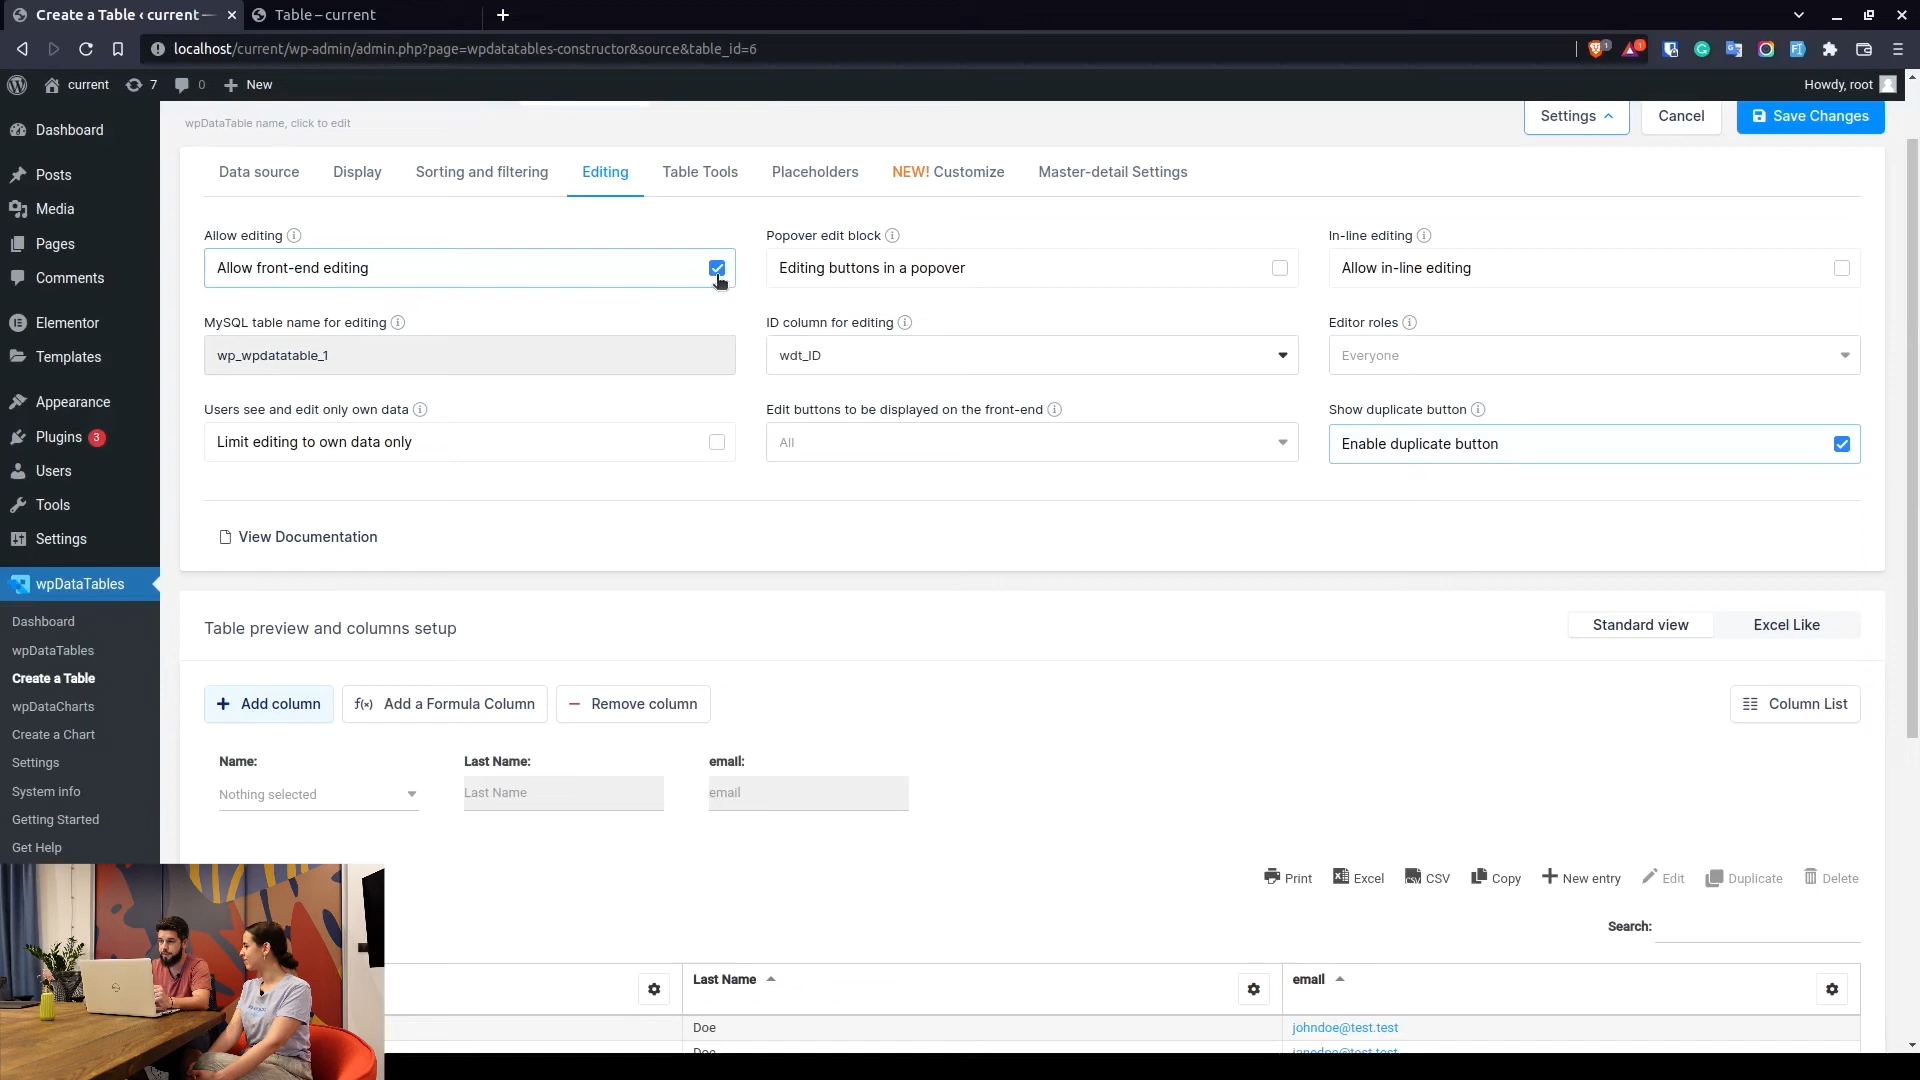 Create a Table ‹ current —
Table – current
localhost/current/wp-admin/admin.php?page=wpdatatables-constructor&source&table_id=6
1
1
current
7
0
New
Howdy, root
Dashboard
Posts
Media
Pages
Comments
Elementor
Templates
Appearance
Plugins 3
Users
Tools
Settings
wpDataTables
Dashboard
wpDataTables
Create a Table
wpDataCharts
Create a Chart
Settings
System info
Getting Started
Get Help
wpDataTable name, click to edit
Settings
Cancel
Save Changes
Data source
Display
Sorting and filtering
Editing
Table Tools
Placeholders
NEW! Customize
Master-detail Settings
Allow editing
Popover edit block
In-line editing
Allow front-end editing
Editing buttons in a popover
Allow in-line editing
MySQL table name for editing
ID column for editing
Editor roles
wp_wpdatatable_1
wdt_ID
Everyone
Users see and edit only own data
Edit buttons to be displayed on the front-end
Show duplicate button
Limit editing to own data only
All
Enable duplicate button
View Documentation
Table preview and columns setup
Standard view
Excel Like
Add column
f(x) Add a Formula Column
Remove column
Column List
Name:
Last Name:
email:
Nothing selected
Last Name
email
Print
Excel
CSV
Copy
New entry
Edit
Duplicate
Delete
Search:
Last Name
email
Doe
johndoe@test.test
Doe
janedoe@test.test